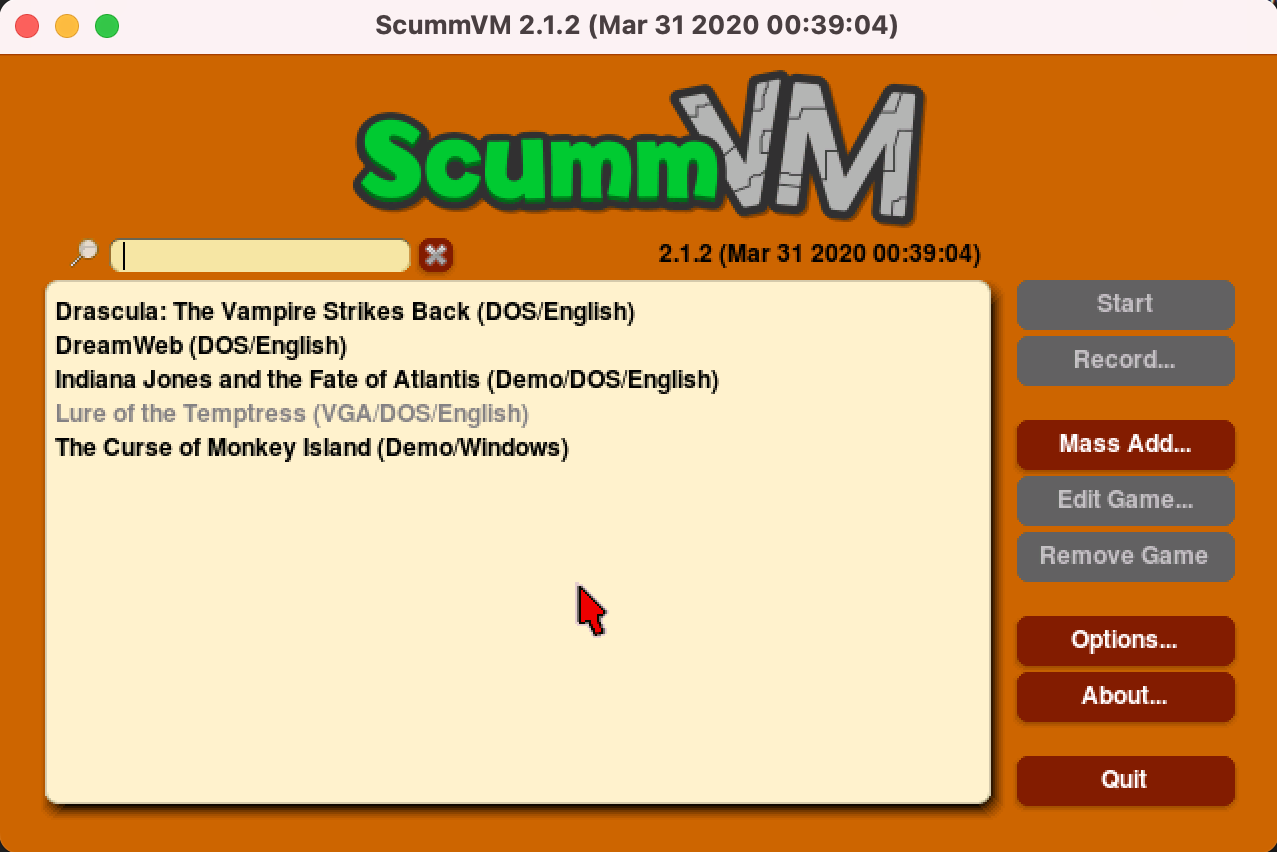 ScummVM 2.1.2 (Mar 31 2020 00:39:04)
ScummVM
2.1.2 (Mar 31 2020 00:39:04)
Drascula: The Vampire Strikes Back (DOS/English)
DreamWeb (DOS/English)
Indiana Jones and the Fate of Atlantis (Demo/DOS/English)
Lure of the Temptress (VGA/DOS/English)
The Curse of Monkey Island (Demo/Windows)
Start
Record...
Mass Add...
Edit Game...
Remove Game
Options...
About...
Quit